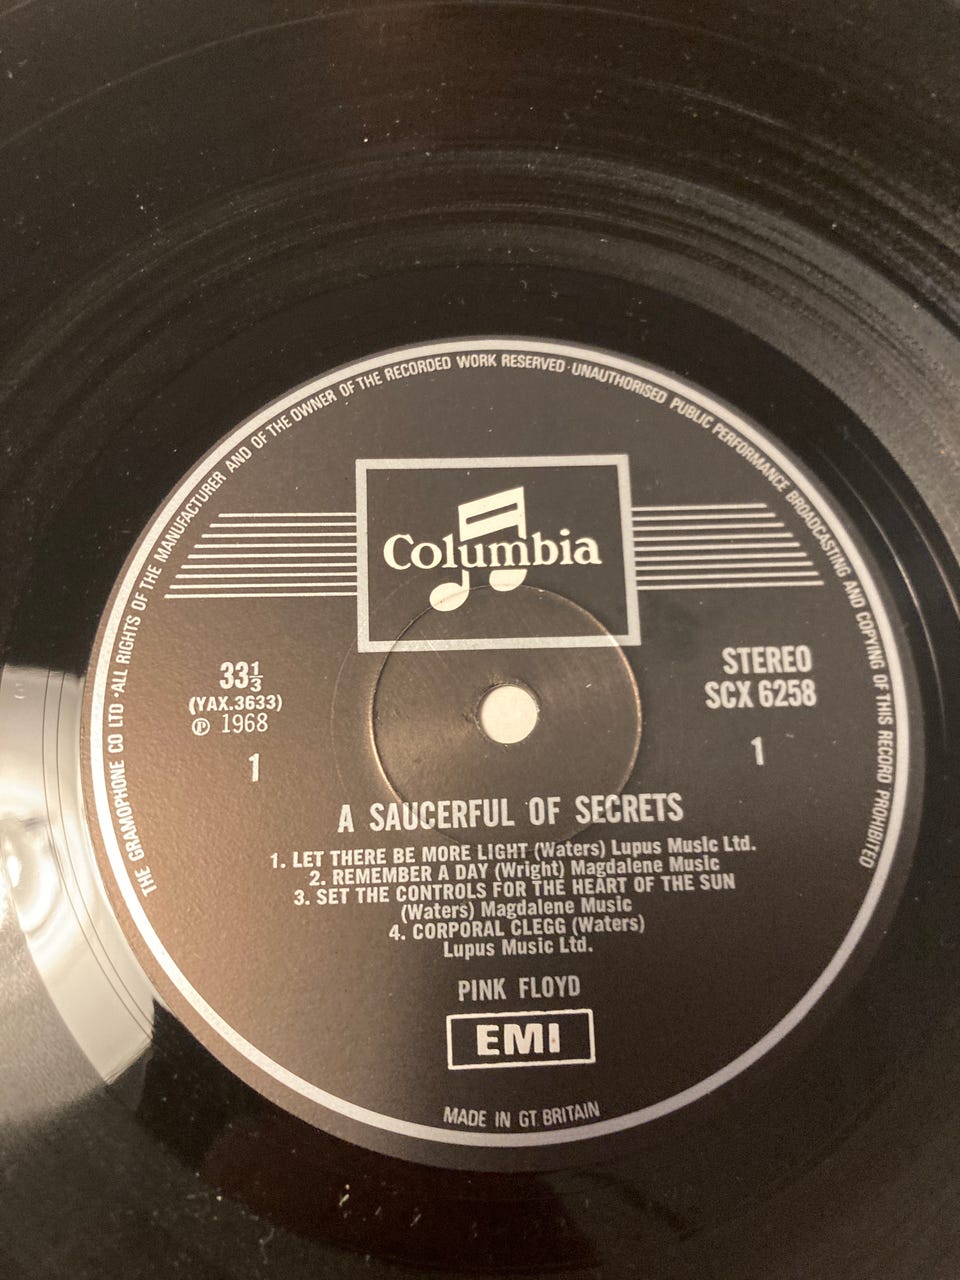 THE GRAMOPHONE CO LTD · ALL RIGHTS OF THE MANUFACTURER AND OF THE OWNER OF THE RECORDED WORK RESERVED · UNAUTHORISED PUBLIC PERFORMANCE BROADCASTING AND COPYING OF THIS RECORD PROHIBITED
Columbia
33⅓
(YAX.3633)
℗ 1968
1
STEREO
SCX 6258
1
A SAUCERFUL OF SECRETS
1. LET THERE BE MORE LIGHT (Waters) Lupus Music Ltd.
2. REMEMBER A DAY (Wright) Magdalene Music
3. SET THE CONTROLS FOR THE HEART OF THE SUN
(Waters) Magdalene Music
4. CORPORAL CLEGG (Waters)
Lupus Music Ltd.
PINK FLOYD
EMI
MADE IN GT. BRITAIN